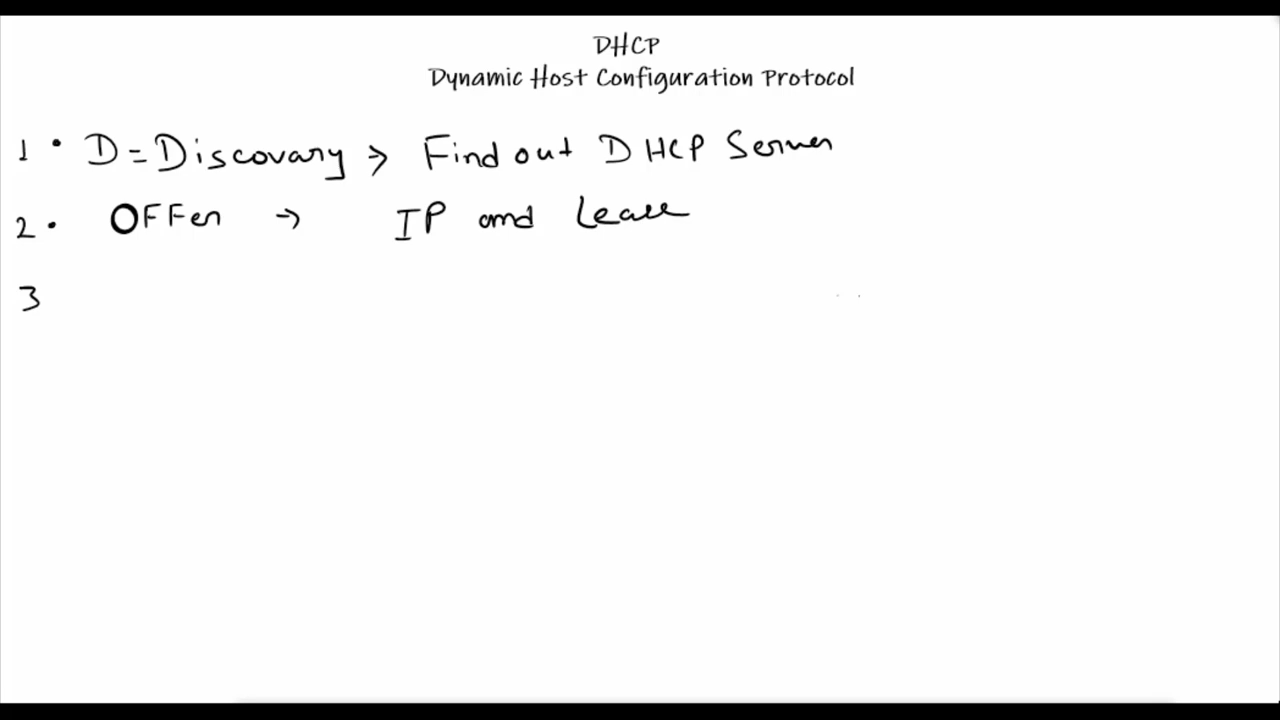 DHCP
Dynamic Host Configuration Protocol
1. D=Discovary → Find out DHCP Server
2. OFFer → IP and Lease
3